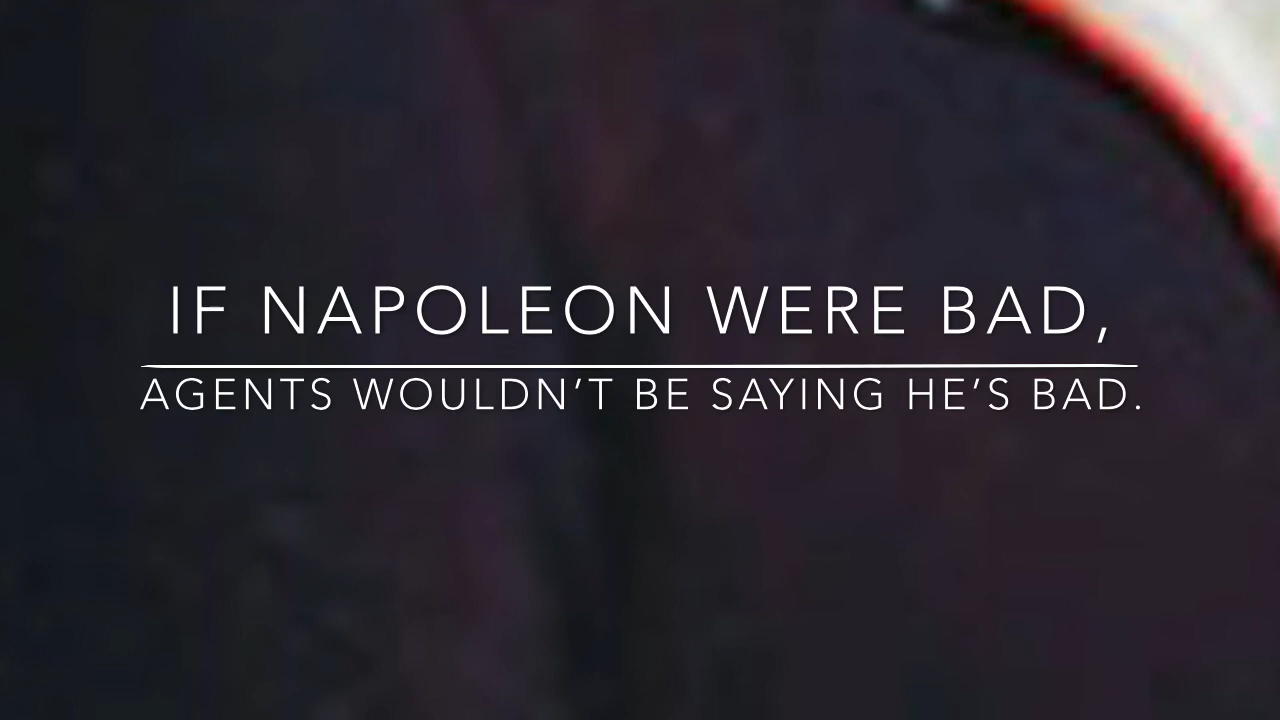 IF NAPOLEON WERE BAD,
AGENTS WOULDN’T BE SAYING HE’S BAD.